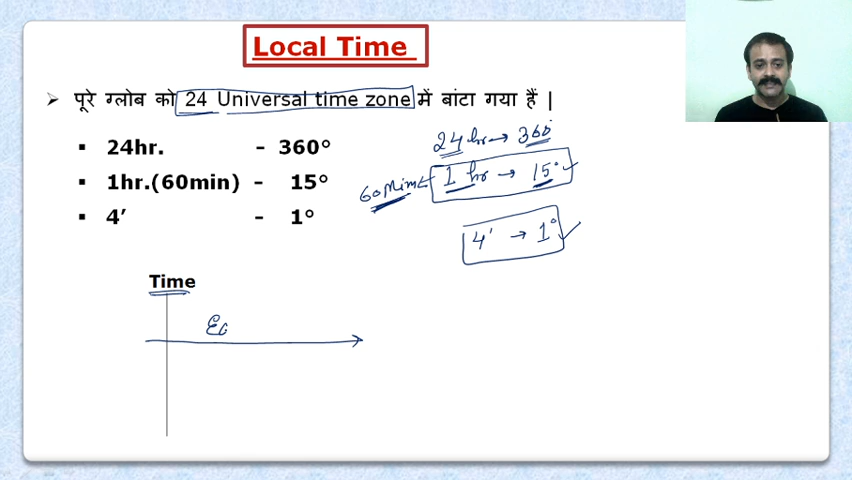 Local Time
➢ पूरे ग्लोब को 24 Universal time zone में बांटा गया हैं |
▪ 24hr. - 360°
▪ 1hr.(60min) - 15°
▪ 4’ - 1°
24 hr → 360°
60 Min ← 1 hr → 15°
4' → 1°
Time
Ea